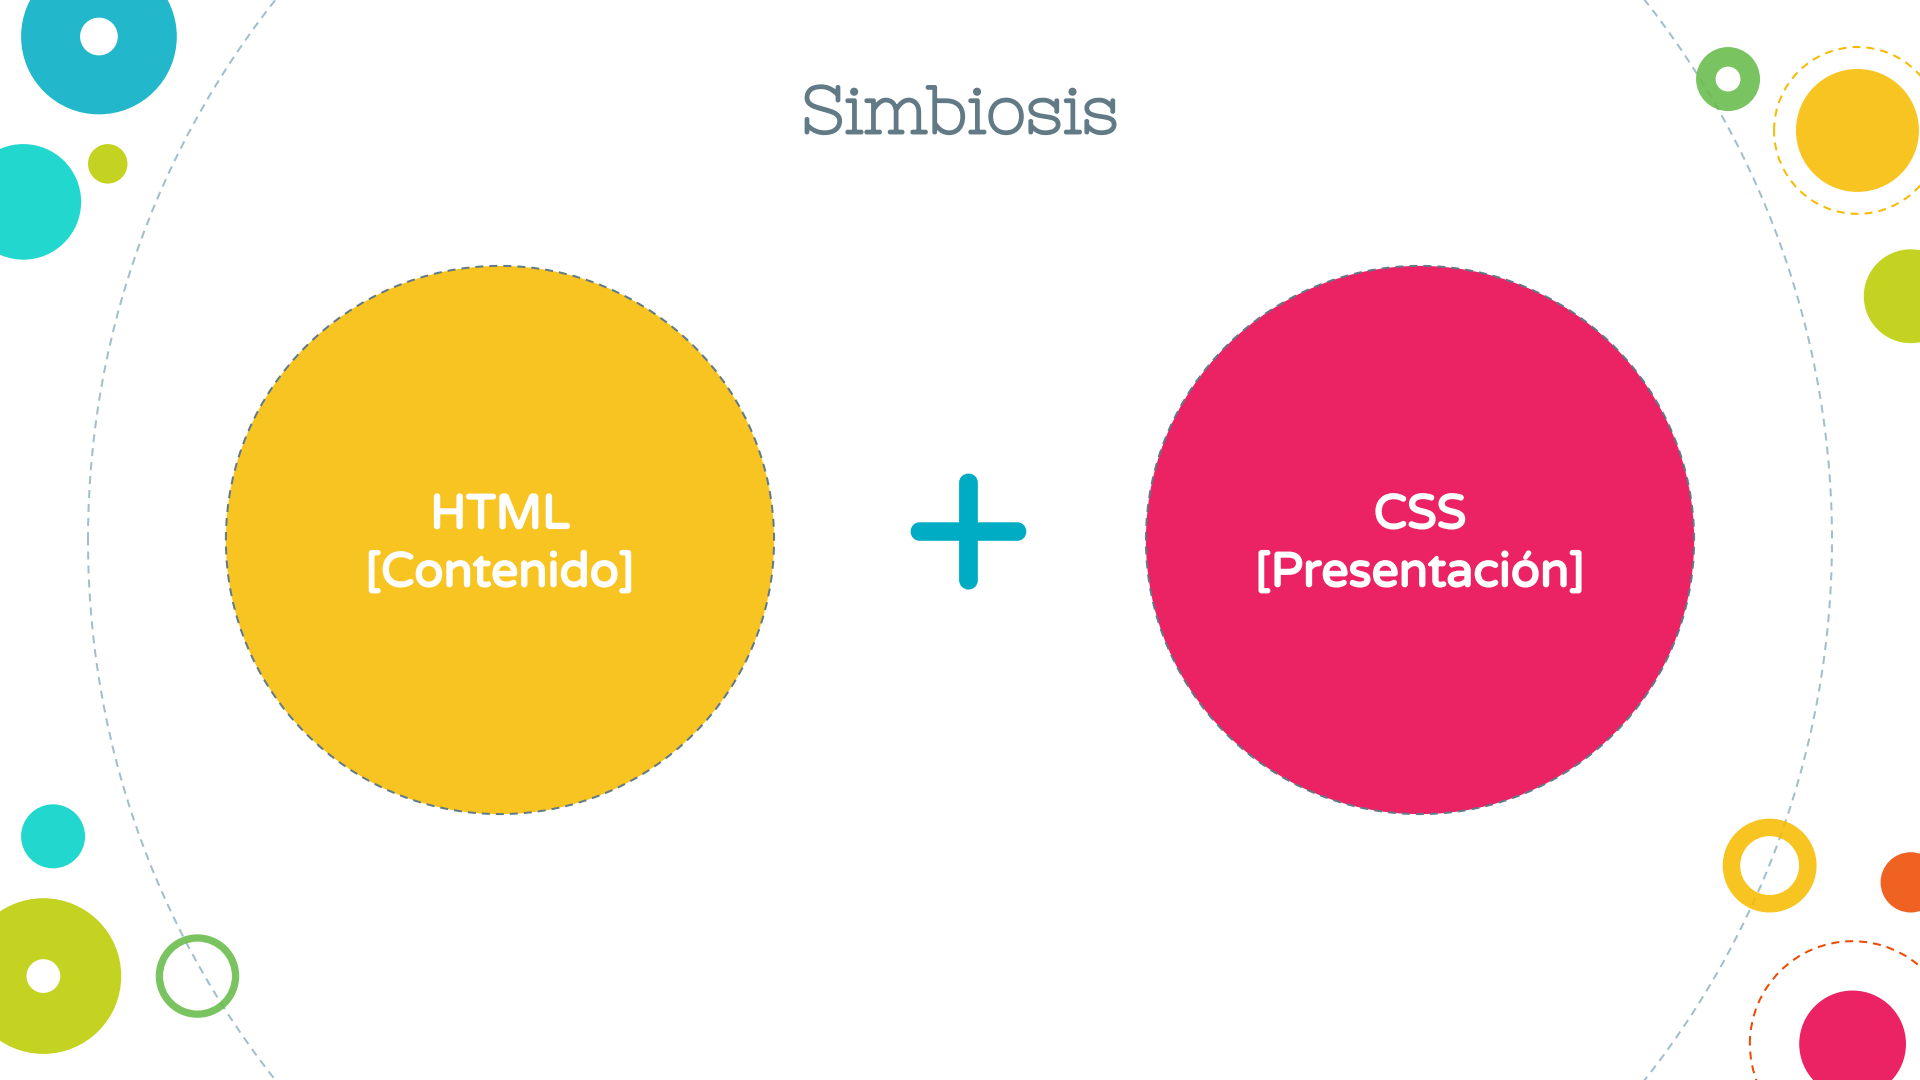 Simbiosis
HTML
[Contenido]
CSS
[Presentación]